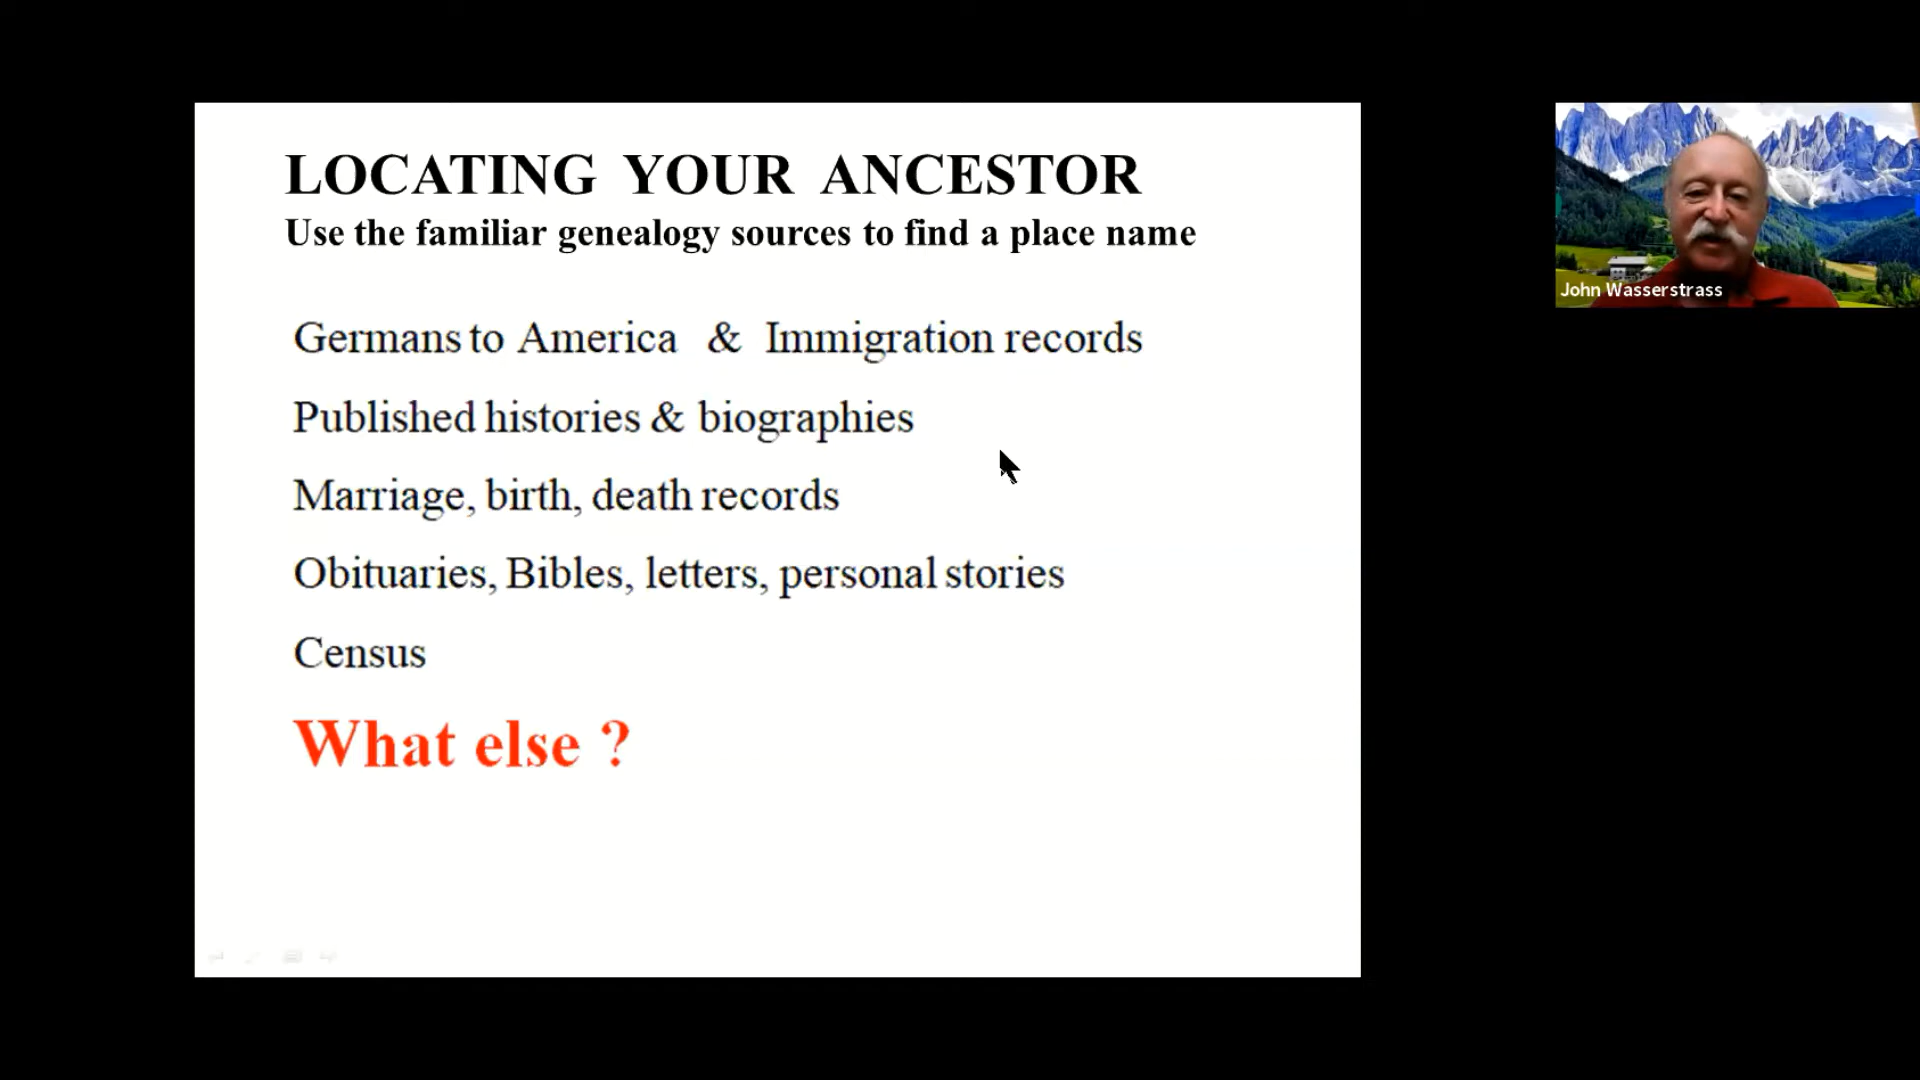 LOCATING YOUR ANCESTOR
Use the familiar genealogy sources to find a place name
Germans to America & Immigration records
Published histories & biographies
Marriage, birth, death records
Obituaries, Bibles, letters, personal stories
Census
What else ?
John Wasserstrass